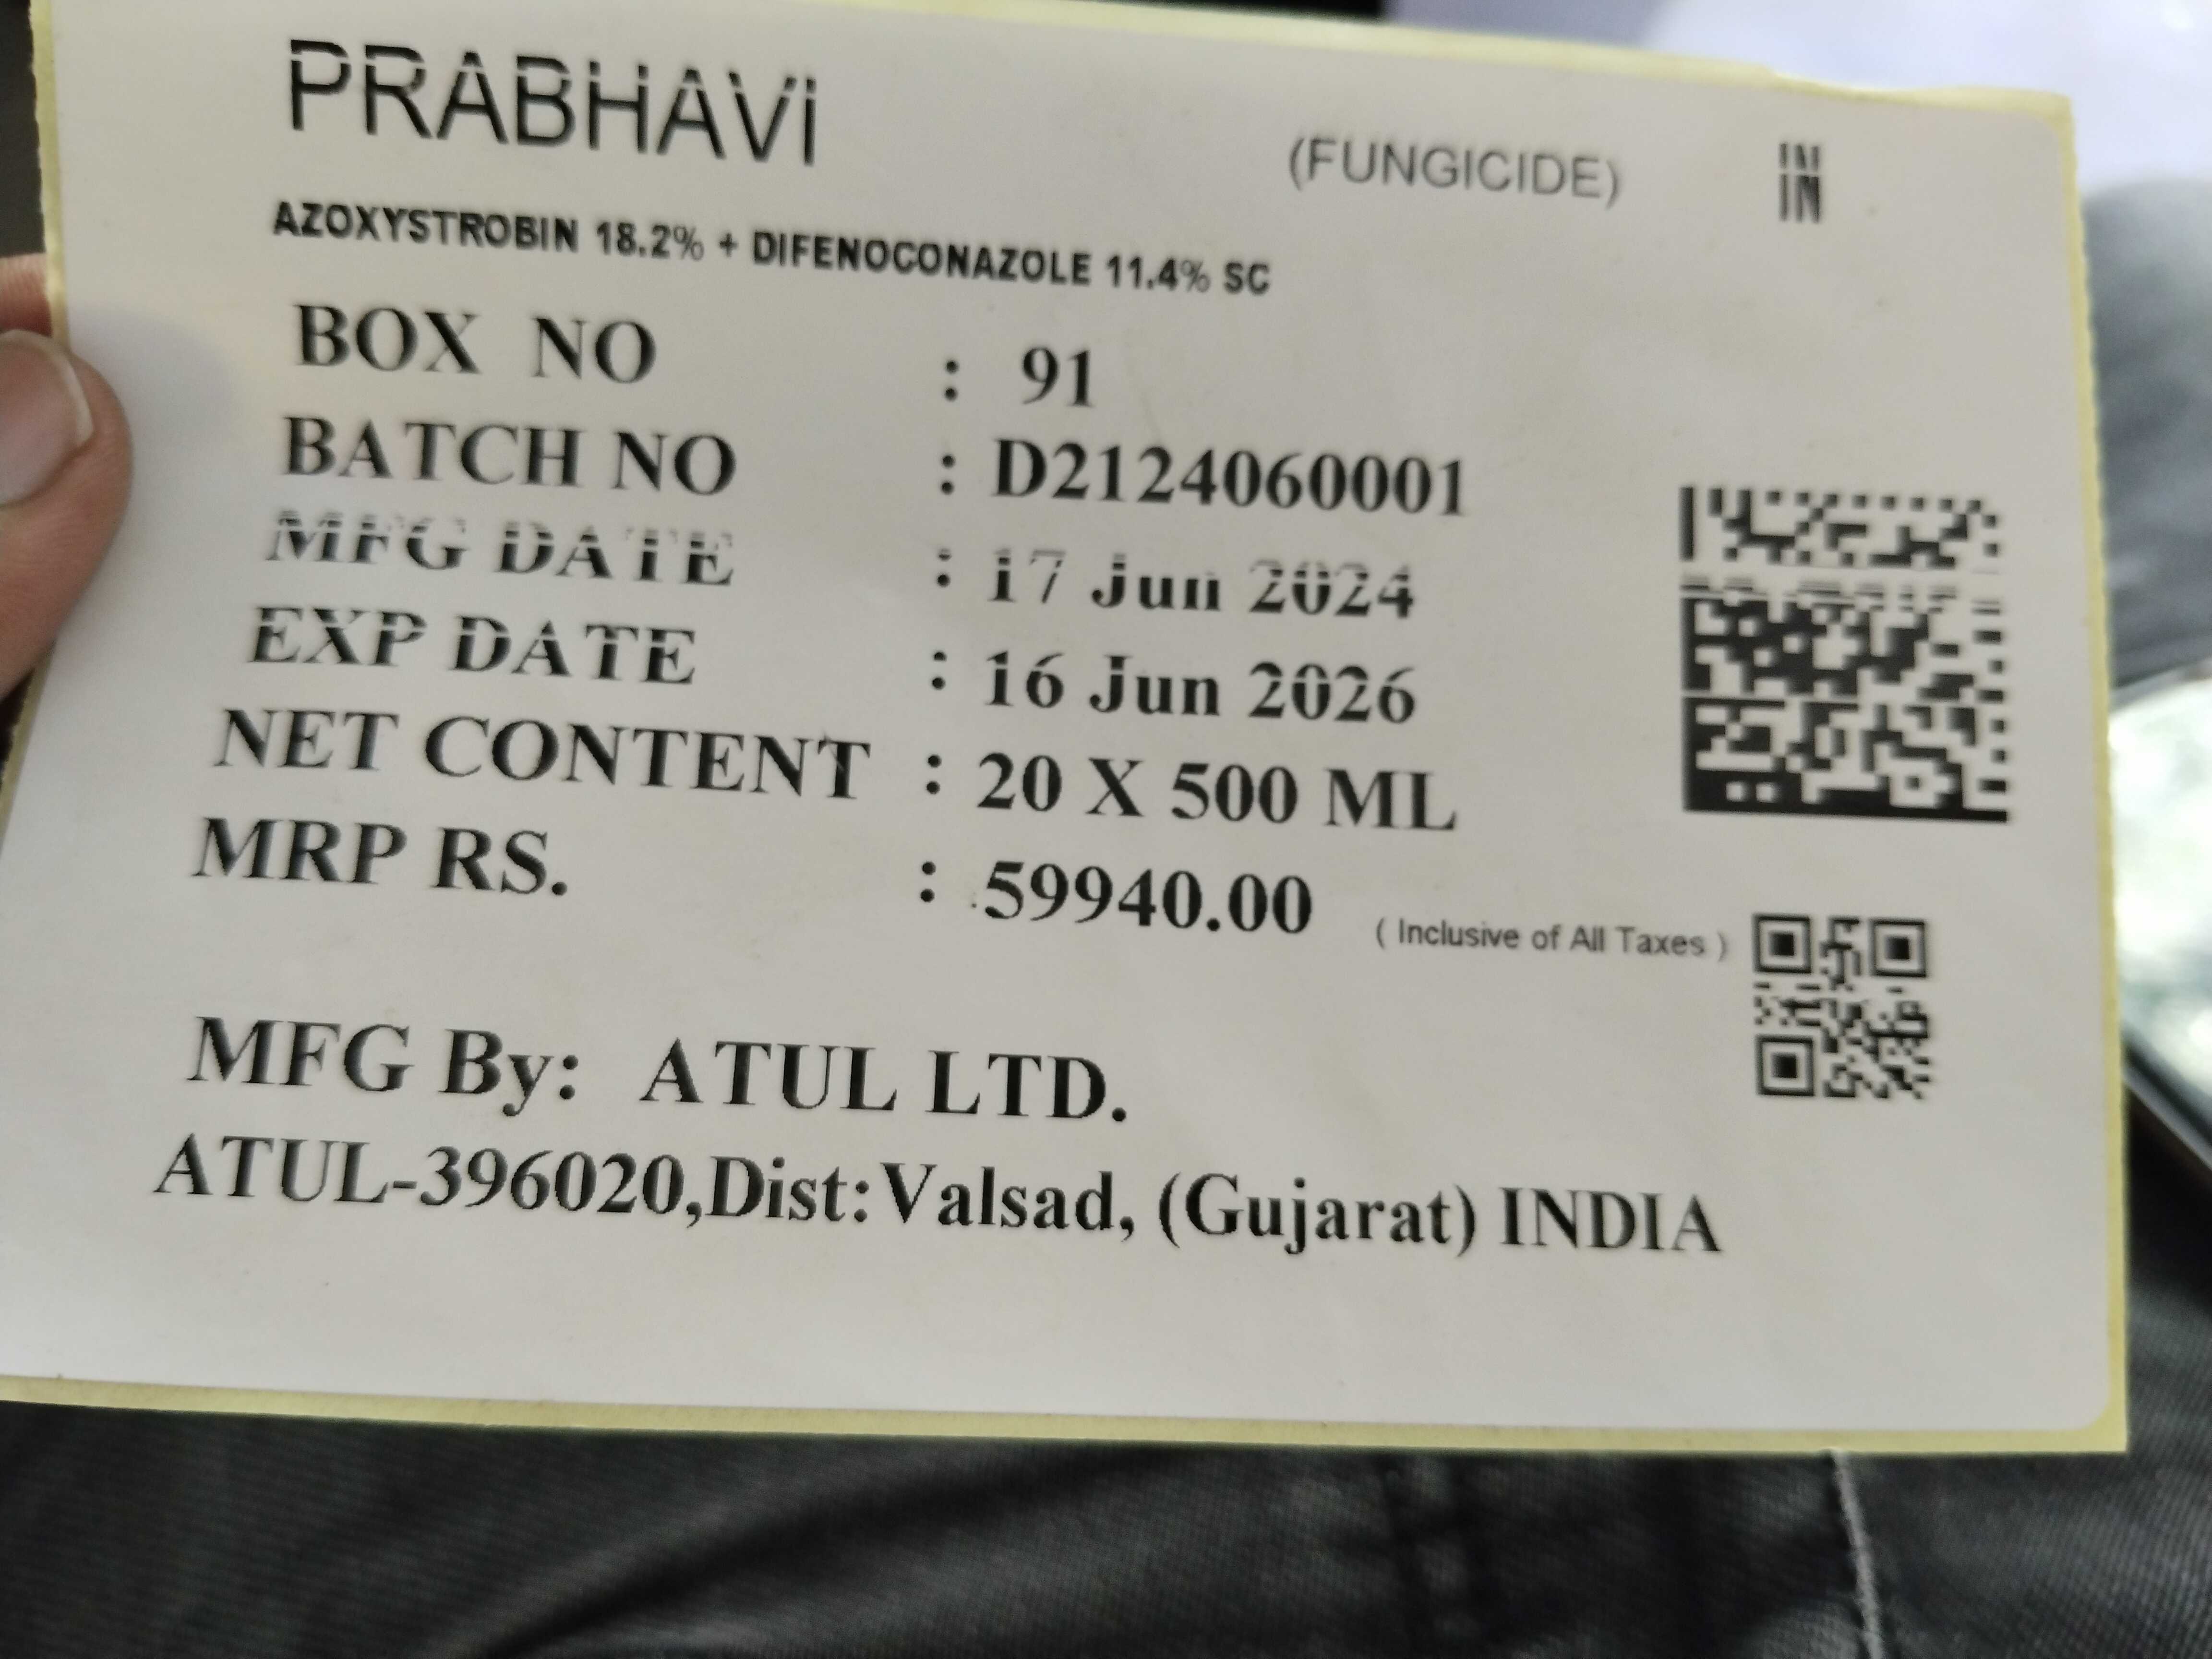 PRABHAVI (FUNGICIDE) IN
AZOXYSTROBIN 18.2% + DIFENOCONAZOLE 11.4% SC
BOX NO : 91
BATCH NO : D2124060001
MFG DATE : 17 Jun 2024
EXP DATE : 16 Jun 2026
NET CONTENT : 20 X 500 ML
MRP RS. : 59940.00 ( Inclusive of All Taxes )
MFG By: ATUL LTD.
ATUL-396020,Dist:Valsad, (Gujarat) INDIA